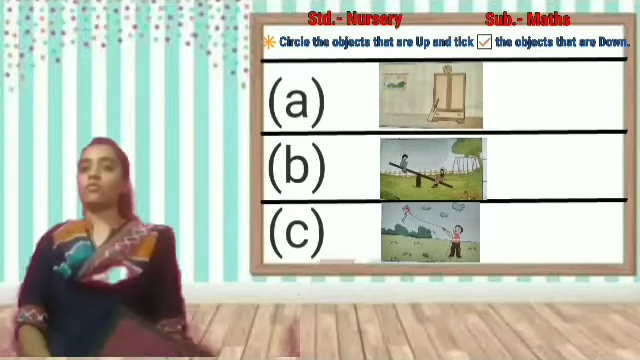 Std.- Nursery Sub.- Maths
Circle the objects that are Up and tick the objects that are Down.
(a)
(b)
(c)